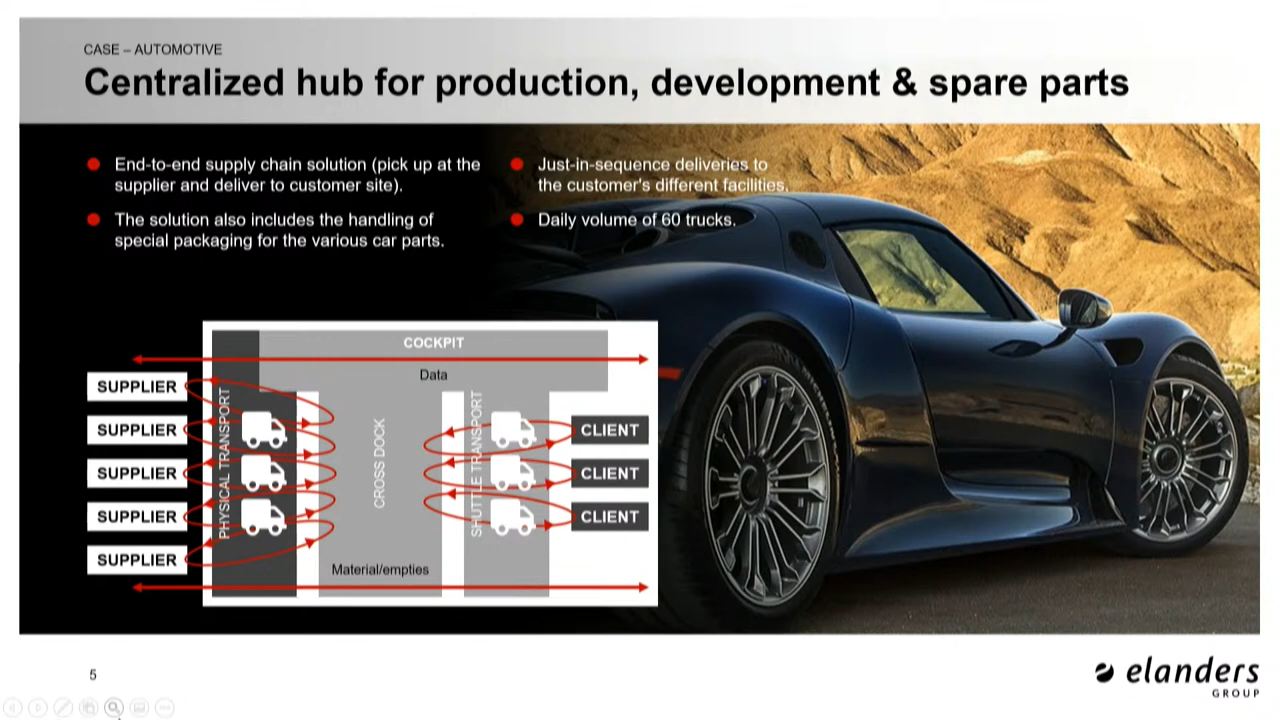 CASE – AUTOMOTIVE
Centralized hub for production, development & spare parts
End-to-end supply chain solution (pick up at the
supplier and deliver to customer site).
The solution also includes the handling of
special packaging for the various car parts.
Just-in-sequence deliveries to
the customer's different facilities.
Daily volume of 60 trucks.
COCKPIT
Data
SUPPLIER
SUPPLIER
SUPPLIER
SUPPLIER
SUPPLIER
PHYSICAL TRANSPORT
CROSS DOCK
SHUTTLE TRANSPORT
CLIENT
CLIENT
CLIENT
Material/empties
5
elanders
GROUP